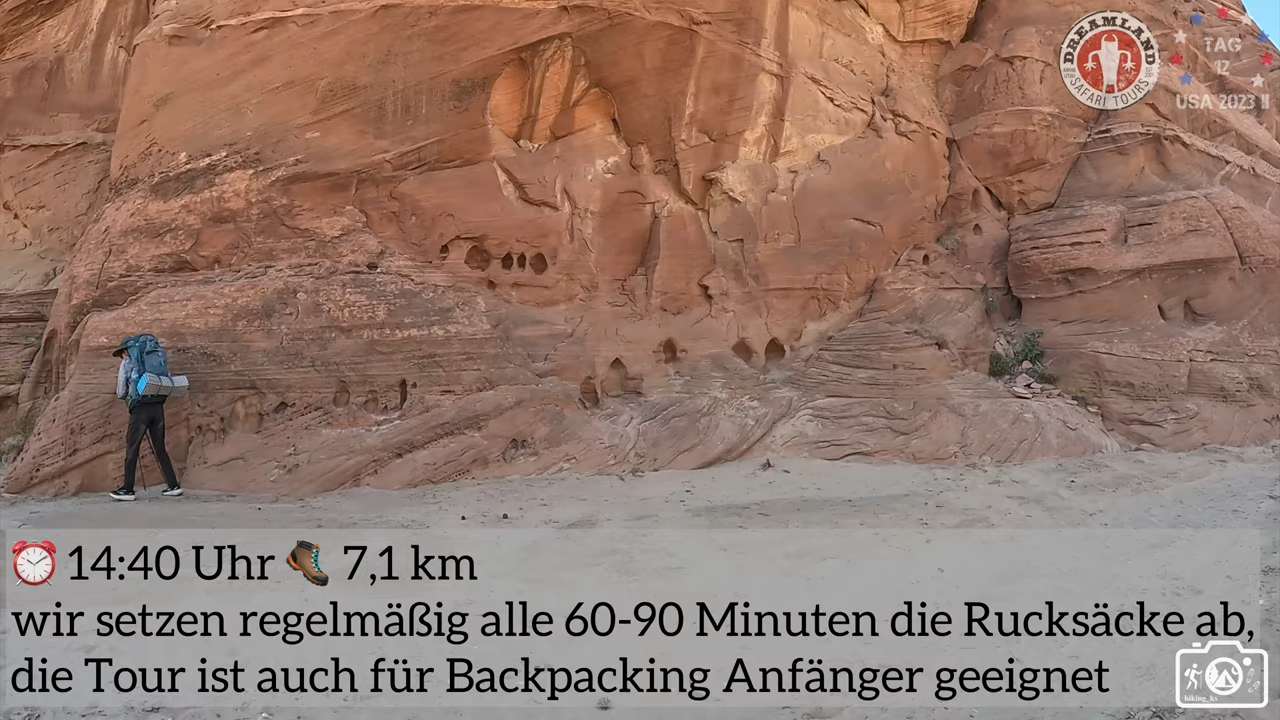 DREAMLAND
SAFARI TOURS
TAG
12
USA 2023 II
14:40 Uhr 7,1 km
wir setzen regelmäßig alle 60-90 Minuten die Rucksäcke ab,
die Tour ist auch für Backpacking Anfänger geeignet
hiking_ks